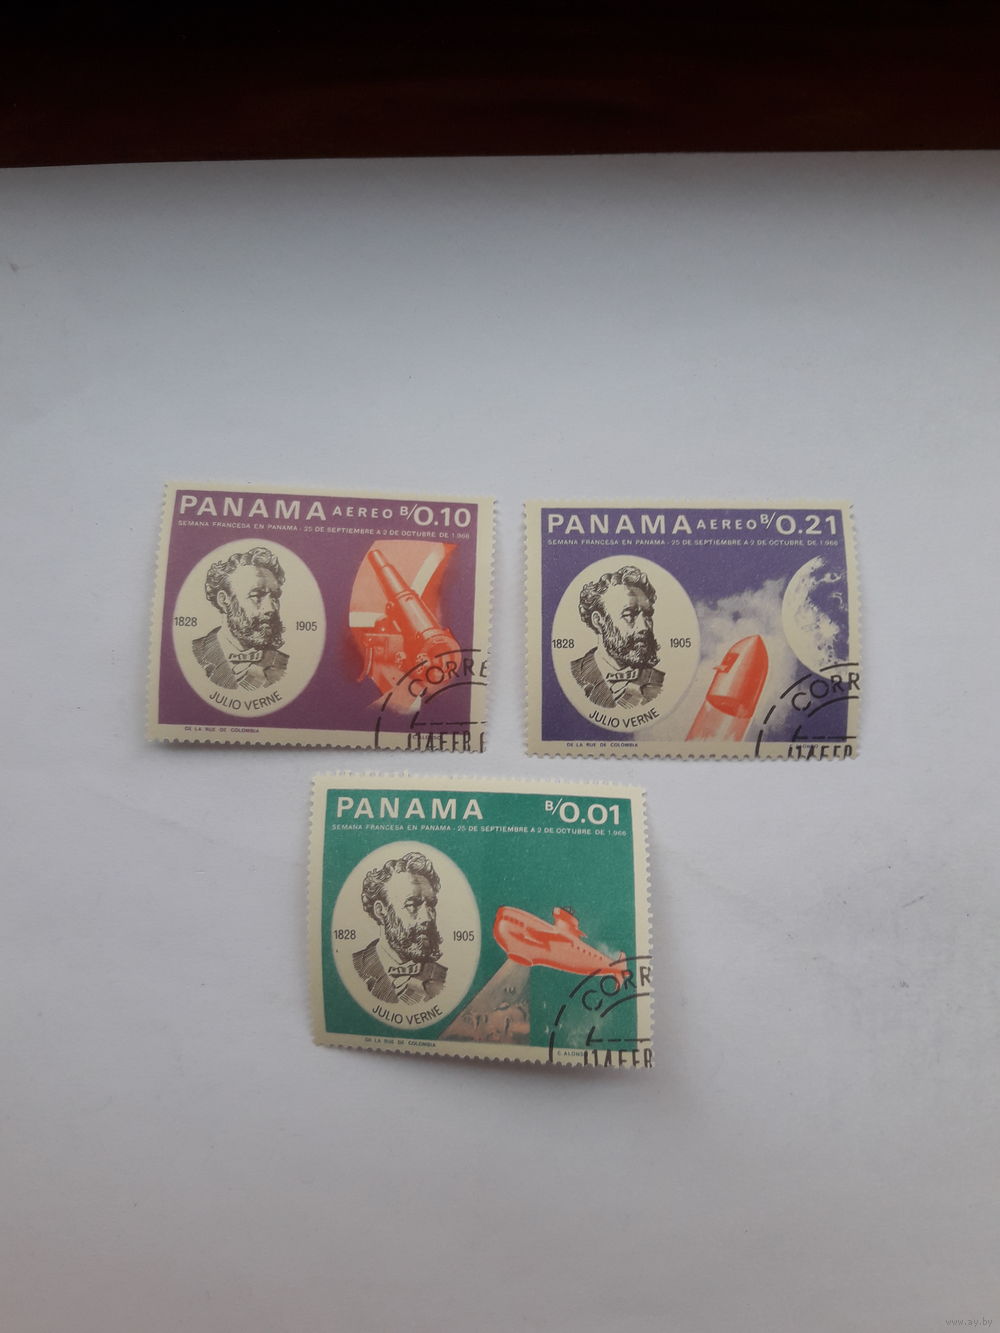 PANAMA AEREO B/0.10
SEMANA FRANCESA EN PANAMA - 25 DE SEPTIEMBRE A 2 DE OCTUBRE DE 1.966
1828 1905
JULIO VERNE
CORRE
DE LA RUE DE COLOMBIA
PANAMA AEREO B/0.21
SEMANA FRANCESA EN PANAMA - 25 DE SEPTIEMBRE A 2 DE OCTUBRE DE 1.966
1828 1905
JULIO VERNE
CORR
DE LA RUE DE COLOMBIA
14FEB
PANAMA B/0.01
SEMANA FRANCESA EN PANAMA - 25 DE SEPTIEMBRE A 2 DE OCTUBRE DE 1.966
1828 1905
JULIO VERNE
CORR
DE LA RUE DE COLOMBIA
C. ALONS
14FEB
www.ay.by